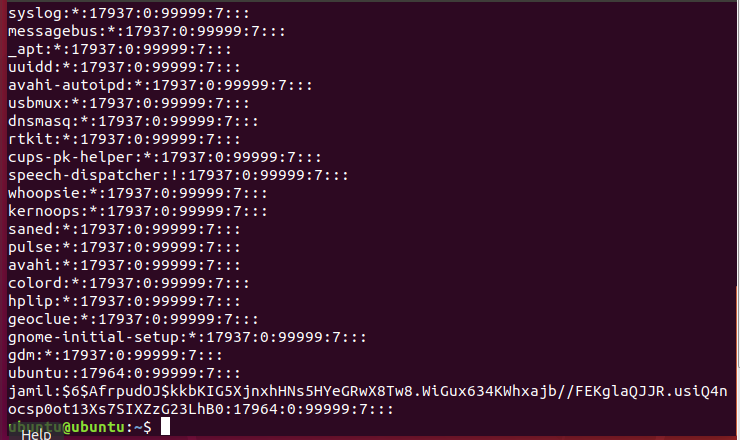 syslog:*:17937:0:99999:7:::
messagebus:*:17937:0:99999:7:::
_apt:*:17937:0:99999:7:::
uuidd:*:17937:0:99999:7:::
avahi-autoipd:*:17937:0:99999:7:::
usbmux:*:17937:0:99999:7:::
dnsmasq:*:17937:0:99999:7:::
rtkit:*:17937:0:99999:7:::
cups-pk-helper:*:17937:0:99999:7:::
speech-dispatcher:!:17937:0:99999:7:::
whoopsie:*:17937:0:99999:7:::
kernoops:*:17937:0:99999:7:::
saned:*:17937:0:99999:7:::
pulse:*:17937:0:99999:7:::
avahi:*:17937:0:99999:7:::
colord:*:17937:0:99999:7:::
hplip:*:17937:0:99999:7:::
geoclue:*:17937:0:99999:7:::
gnome-initial-setup:*:17937:0:99999:7:::
gdm:*:17937:0:99999:7:::
ubuntu::17964:0:99999:7:::
jamil:$6$AfrpudOJ$kkbKIG5XjnxhHNs5HYeGRwX8Tw8.WiGux634KWhxajb//FEKglaQJJR.usiQ4n
ocsp0ot13Xs7SIXZzG23LhB0:17964:0:99999:7:::
ubuntu@ubuntu:~$
Help